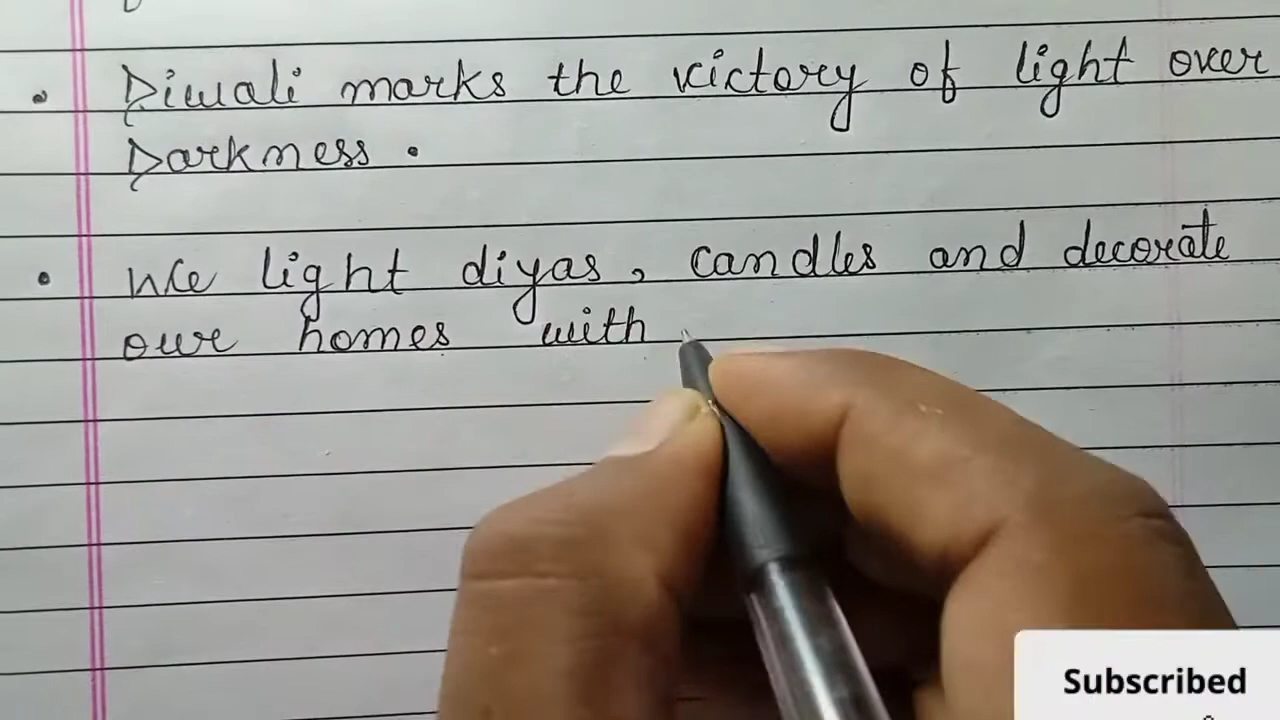 • Diwali marks the victory of light over
Darkness.
• We light diyas, candles and decorate
our homes with
Subscribed